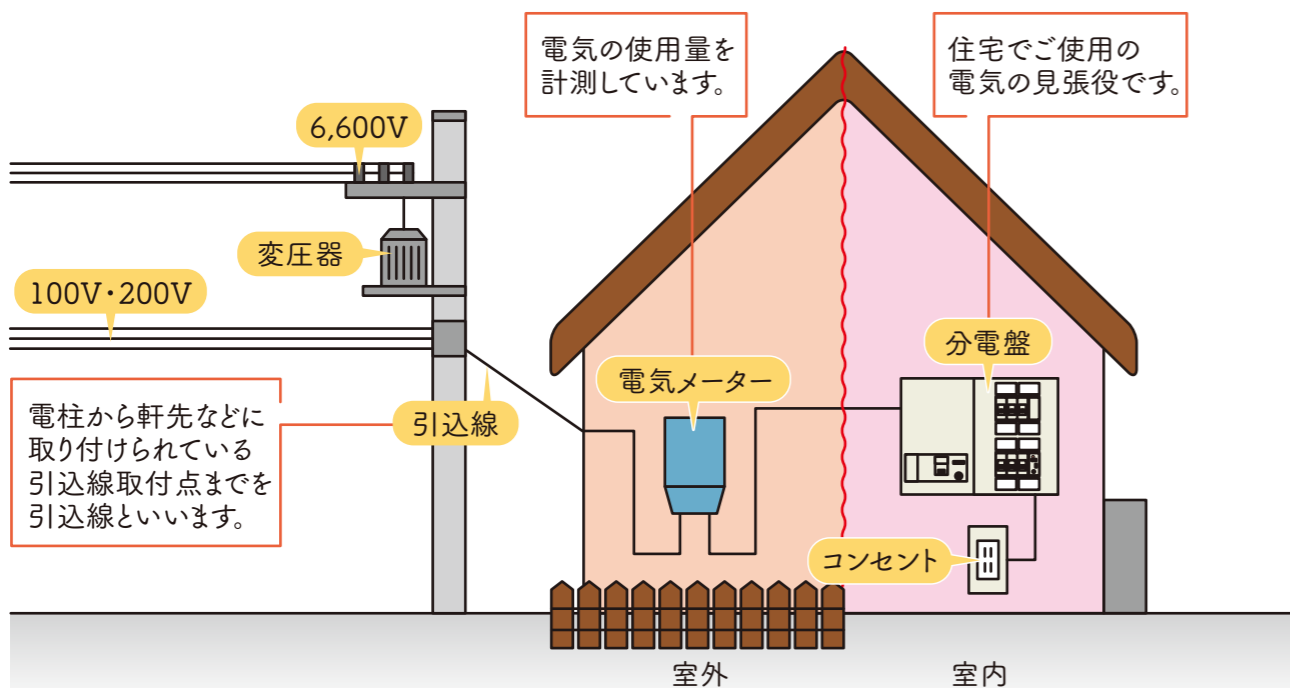 電気の使用量を
計測しています。
住宅でご使用の
電気の見張役です。
6,600V
変圧器
100V・200V
分電盤
電気メーター
電柱から軒先などに
取り付けられている
引込線取付点までを
引込線といいます。
引込線
コンセント
室外
室内